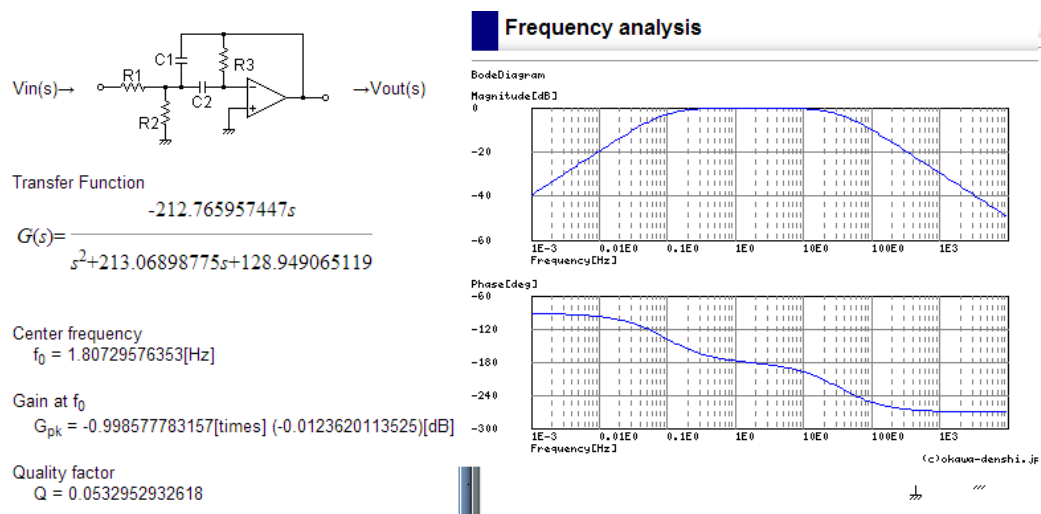 Vin(s)→
R1
C1
R3
C2
R2
→Vout(s)
Transfer Function
G(s)=
-212.765957447s
s²+213.06898775s+128.949065119
Center frequency
f₀ = 1.80729576353[Hz]
Gain at f₀
Gₚₖ = -0.998577783157[times] (-0.0123620113525)[dB]
Quality factor
Q = 0.0532952932618
Frequency analysis
BodeDiagram
Magnitude[dB]
0
-20
-40
-60
1E-3 0.01E0 0.1E0 1E0 10E0 100E0 1E3
Frequency[Hz]
Phase[deg]
-60
-120
-180
-240
-300
1E-3 0.01E0 0.1E0 1E0 10E0 100E0 1E3
Frequency[Hz]
(c)okawa-denshi.jp